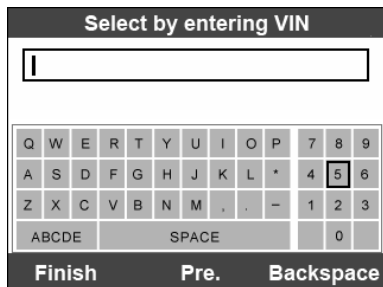 Select by entering VIN
Q W E R T Y U I O P 7 8 9
A S D F G H J K L * 4 5 6
Z X C V B N M , . - 1 2 3
ABCDE SPACE 0
Finish Pre. Backspace